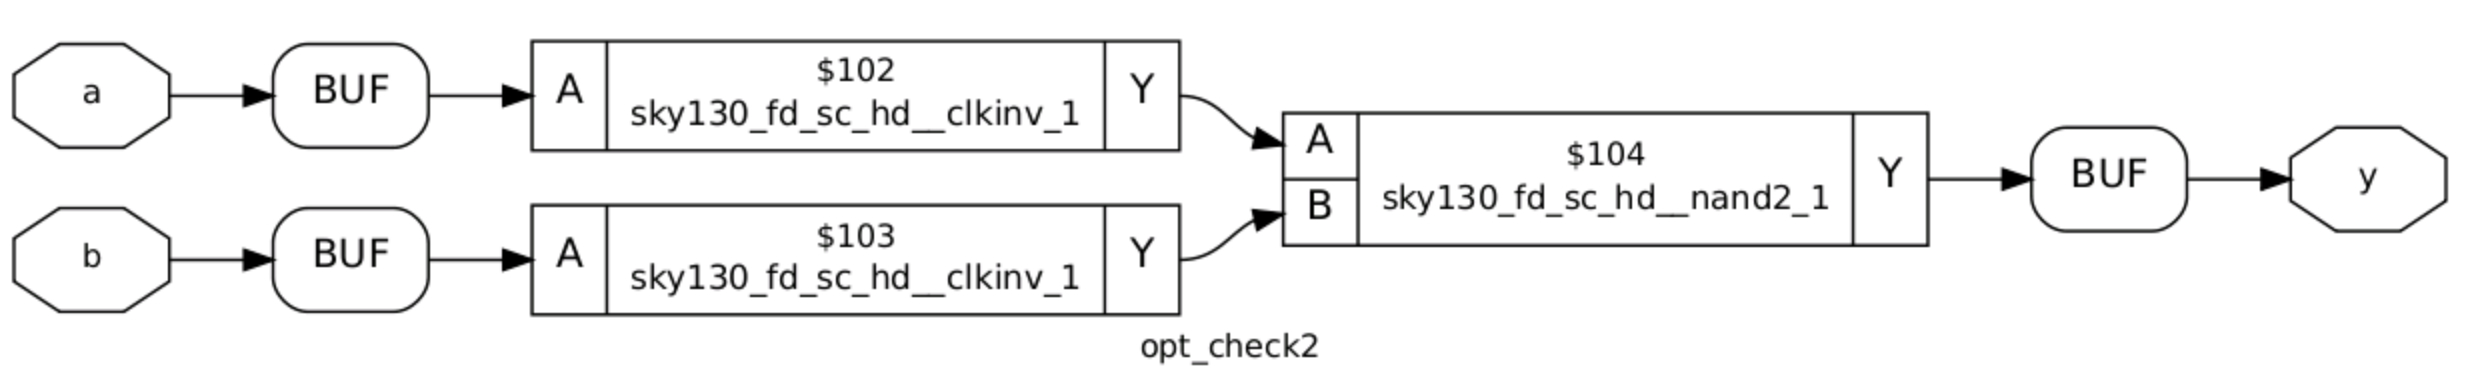 a
BUF
A
$102
sky130_fd_sc_hd__clkinv_1
Y
b
BUF
A
$103
sky130_fd_sc_hd__clkinv_1
Y
A
B
$104
sky130_fd_sc_hd__nand2_1
Y
BUF
y
opt_check2